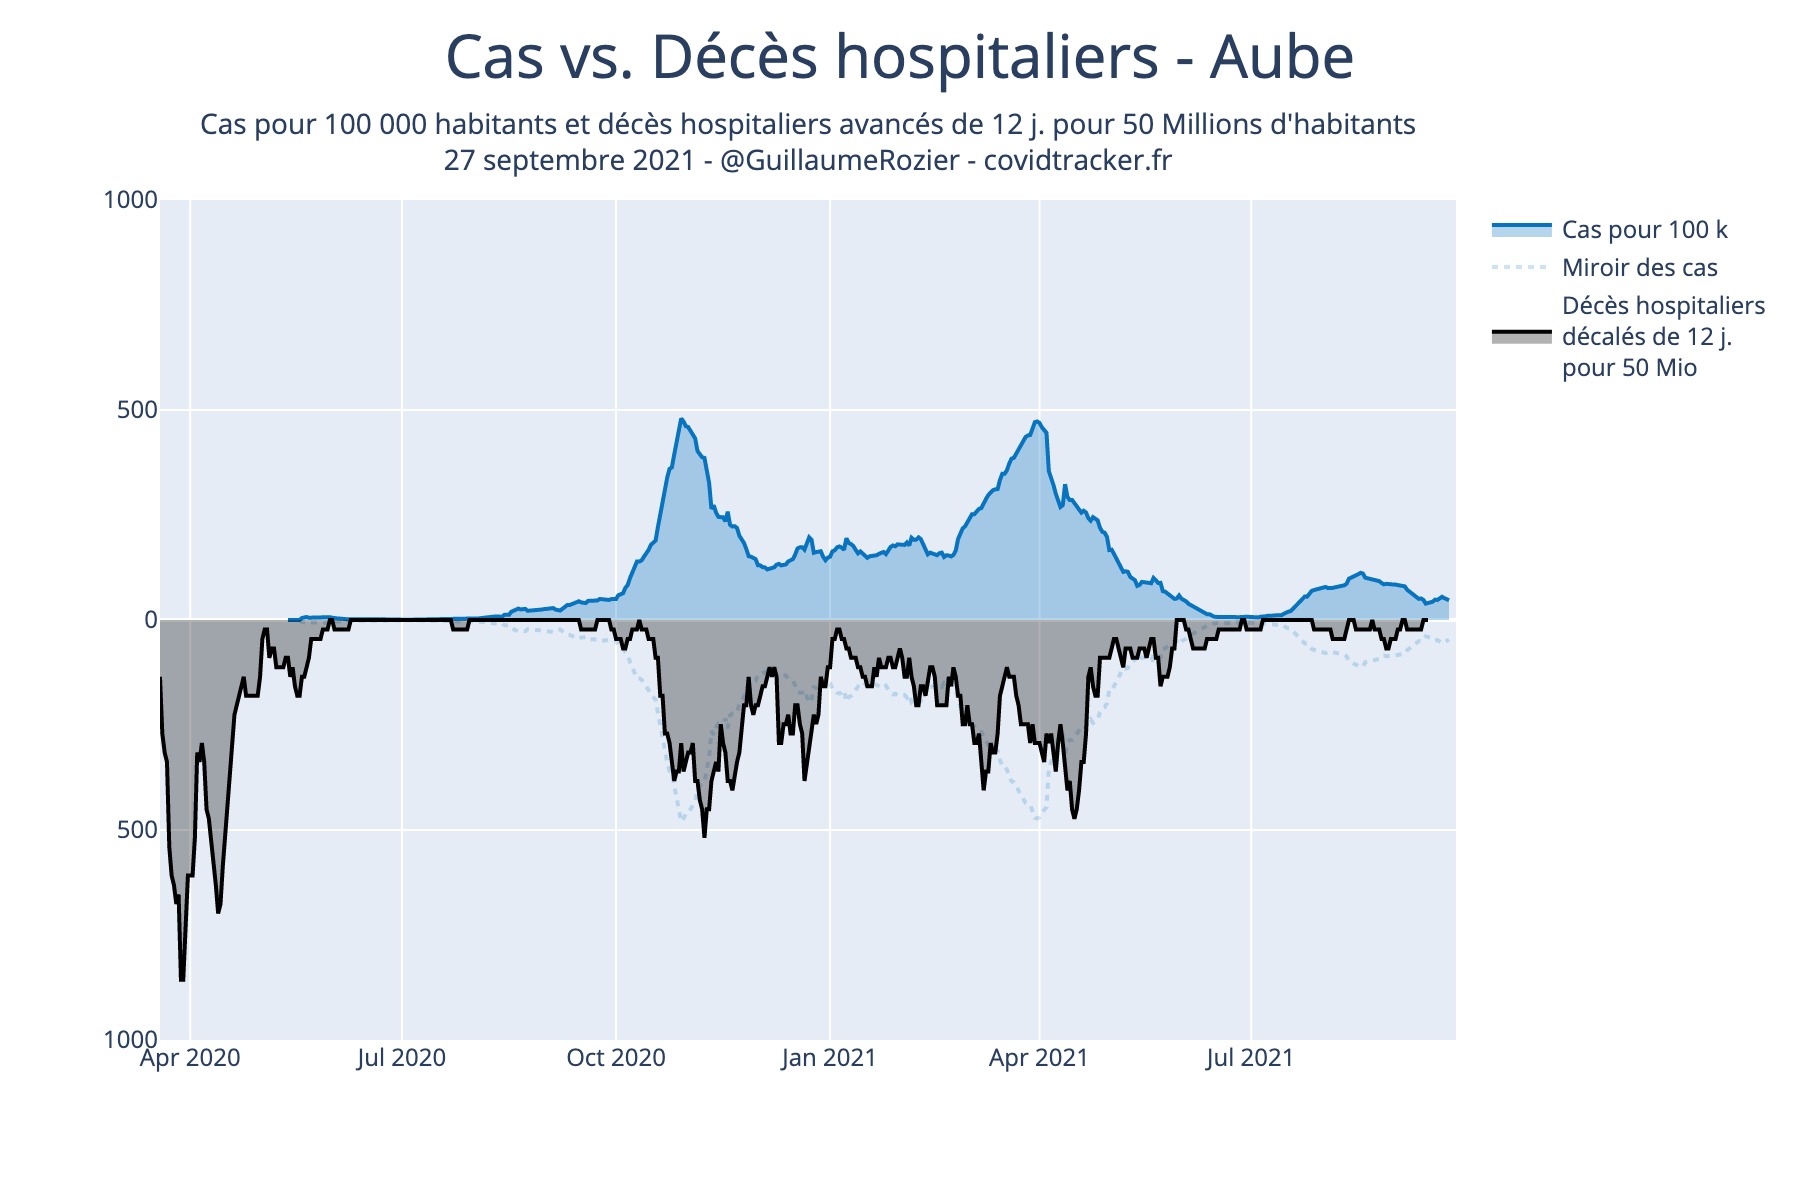 Cas vs. Décès hospitaliers - Aube
Cas pour 100 000 habitants et décès hospitaliers avancés de 12 j. pour 50 Millions d'habitants
27 septembre 2021 - @GuillaumeRozier - covidtracker.fr
1000
500
0
500
1000
Apr 2020
Jul 2020
Oct 2020
Jan 2021
Apr 2021
Jul 2021
Cas pour 100 k
Miroir des cas
Décès hospitaliers
décalés de 12 j.
pour 50 Mio